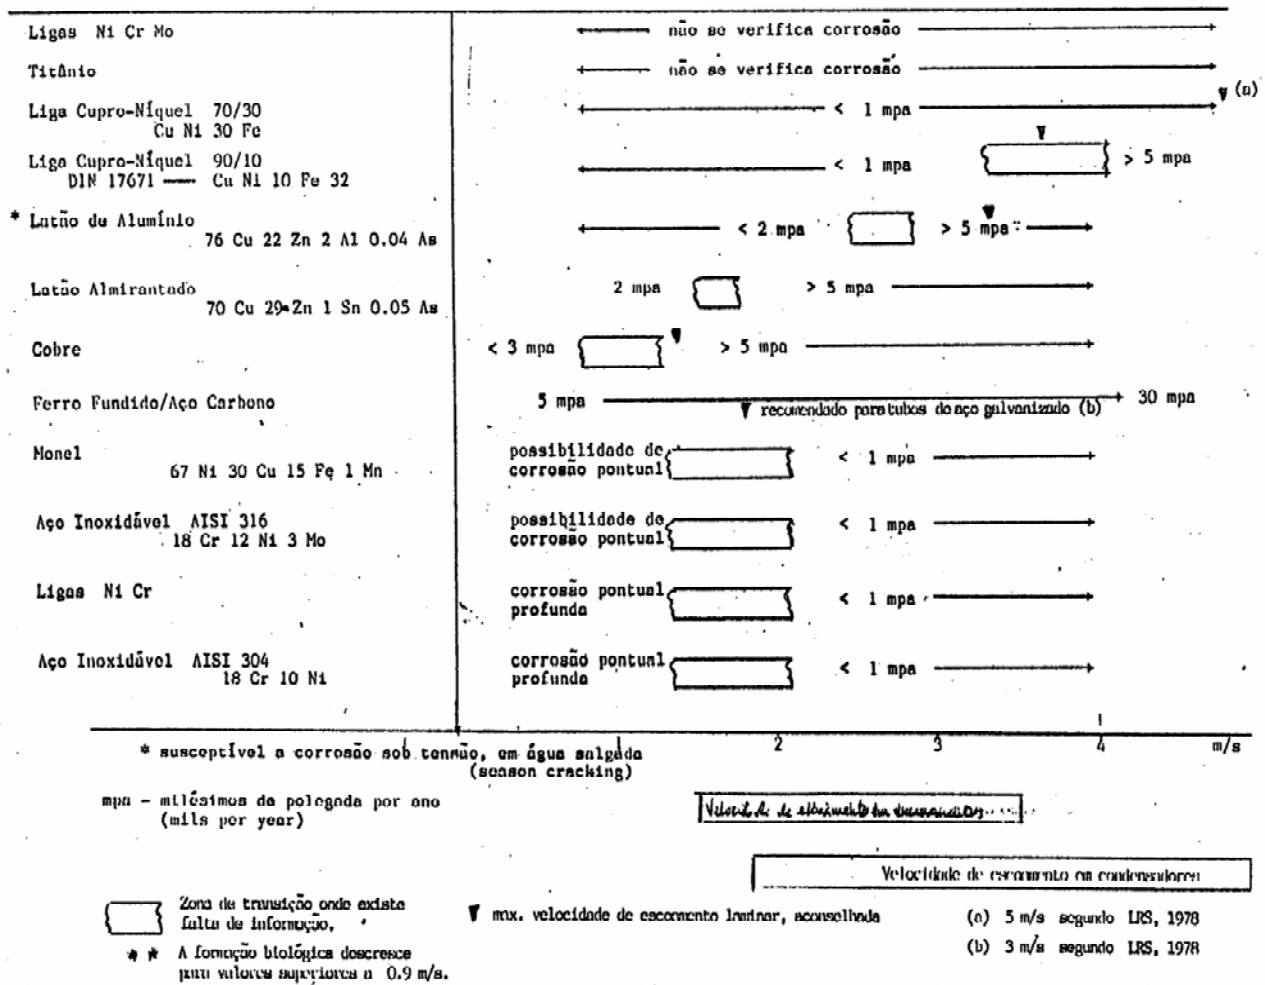 Ligas Ni Cr Mo não se verifica corrosão
Titânio não se verifica corrosão
Liga Cupro-Níquel 70/30 < 1 mpa (a)
Cu Ni 30 Fe
Liga Cupro-Níquel 90/10 < 1 mpa > 5 mpa
DIN 17671 — Cu Ni 10 Fe 32
* Latão de Alumínio < 2 mpa > 5 mpa
76 Cu 22 Zn 2 Al 0.04 As
Latão Almirantado 2 mpa > 5 mpa
70 Cu 29 Zn 1 Sn 0.05 As
Cobre < 3 mpa > 5 mpa
Ferro Fundido/Aço Carbono 5 mpa 30 mpa
recomendado para tubos de aço galvanizado (b)
Monel possibilidade de corrosão pontual < 1 mpa
67 Ni 30 Cu 15 Fe 1 Mn
Aço Inoxidável AISI 316 possibilidade de corrosão pontual < 1 mpa
18 Cr 12 Ni 3 Mo
Ligas Ni Cr corrosão pontual profunda < 1 mpa
Aço Inoxidável AISI 304 corrosão pontual profunda < 1 mpa
18 Cr 10 Ni
1 2 3 4 m/s
* susceptível a corrosão sob tensão, em água salgada
(season cracking)
mpa - milésimos de polegada por ano
(mils per year)
Velocidade de escoamento em
Velocidade de escoamento em condensadores
Zona de transição onde existe
falta de informação.
* * A formação biológica descresce
para valores superiores a 0.9 m/s.
max. velocidade de escoamento laminar, aconselhada
(a) 5 m/s segundo LRS, 1978
(b) 3 m/s segundo LRS, 1978